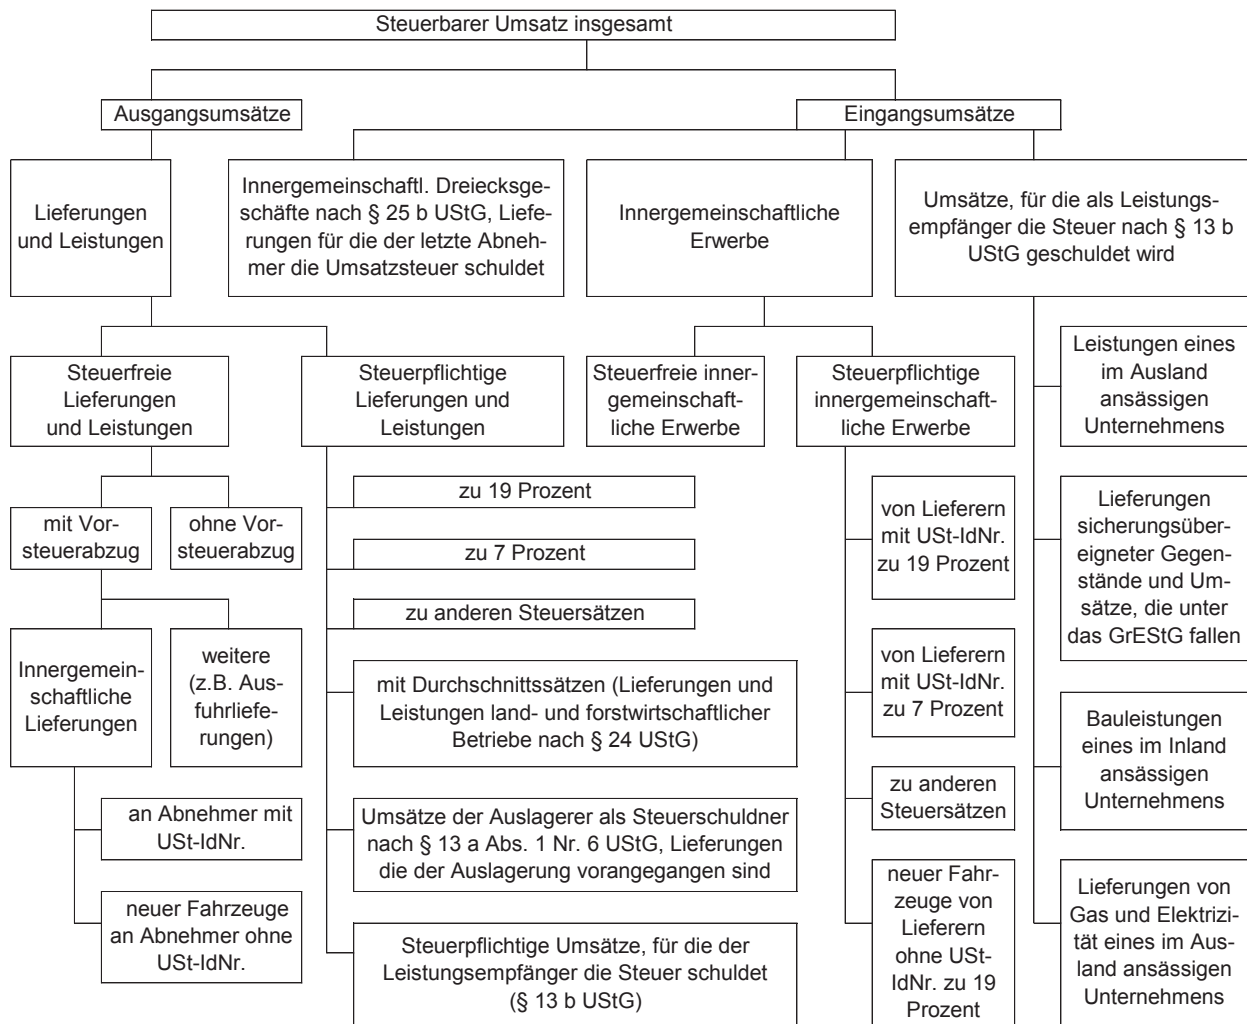 Steuerbarer Umsatz insgesamt
Ausgangsumsätze
Eingangsumsätze
Lieferungen
und Leistungen
Innergemeinschaftl. Dreiecksge-
schäfte nach § 25 b UStG, Liefe-
rungen für die der letzte Abneh-
mer die Umsatzsteuer schuldet
Innergemeinschaftliche
Erwerbe
Umsätze, für die als Leistungs-
empfänger die Steuer nach § 13 b
UStG geschuldet wird
Steuerfreie
Lieferungen
und Leistungen
Steuerpflichtige
Lieferungen und
Leistungen
Steuerfreie inner-
gemeinschaft-
liche Erwerbe
Steuerpflichtige
innergemeinschaft-
liche Erwerbe
Leistungen eines
im Ausland
ansässigen
Unternehmens
mit Vor-
steuerabzug
ohne Vor-
steuerabzug
Innergemein-
schaftliche
Lieferungen
weitere
(z.B. Aus-
fuhrliefe-
rungen)
an Abnehmer mit
USt-IdNr.
neuer Fahrzeuge
an Abnehmer ohne
USt-IdNr.
zu 19 Prozent
zu 7 Prozent
zu anderen Steuersätzen
mit Durchschnittssätzen (Lieferungen und
Leistungen land- und forstwirtschaftlicher
Betriebe nach § 24 UStG)
Umsätze der Auslagerer als Steuerschuldner
nach § 13 a Abs. 1 Nr. 6 UStG, Lieferungen
die der Auslagerung vorangegangen sind
Steuerpflichtige Umsätze, für die der
Leistungsempfänger die Steuer schuldet
(§ 13 b UStG)
von Lieferern
mit USt-IdNr.
zu 19 Prozent
von Lieferern
mit USt-IdNr.
zu 7 Prozent
zu anderen
Steuersätzen
neuer Fahr-
zeuge von
Lieferern
ohne USt-
IdNr. zu 19
Prozent
Lieferungen
sicherungsüber-
eigneter Gegen-
stände und Um-
sätze, die unter
das GrEStG fallen
Bauleistungen
eines im Inland
ansässigen
Unternehmens
Lieferungen von
Gas und Elektrizi-
tät eines im Aus-
land ansässigen
Unternehmens